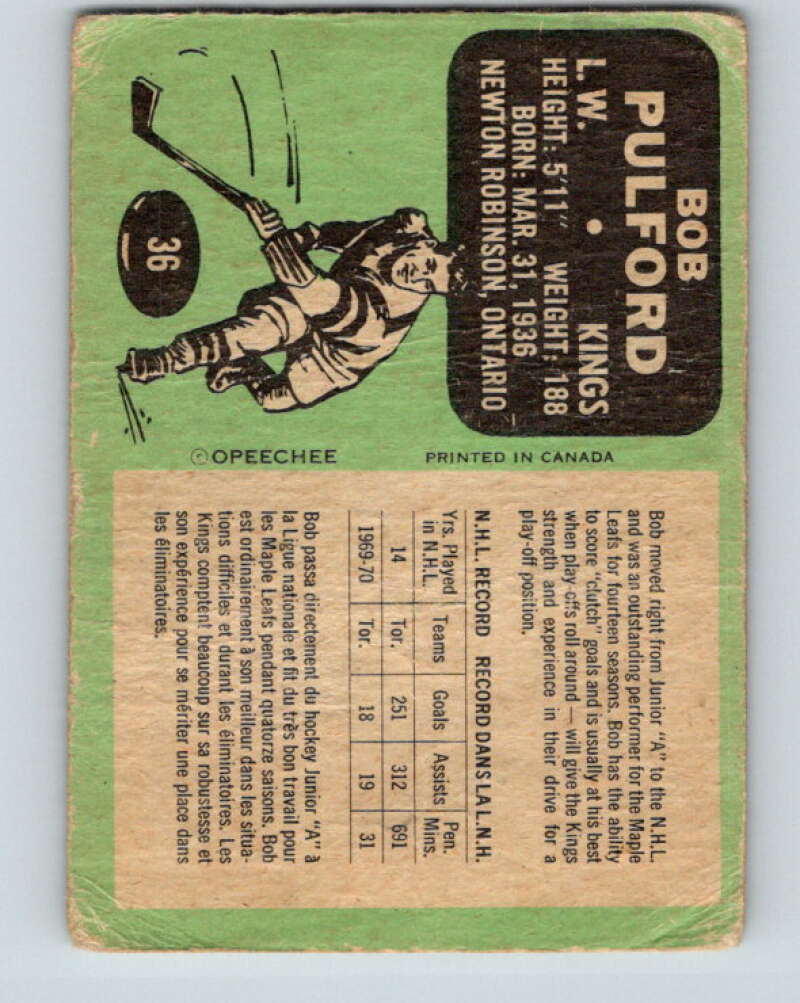 BOB
PULFORD
L. W. • KINGS
HEIGHT: 5'11" WEIGHT: 188
BORN: MAR. 31, 1936
NEWTON ROBINSON, ONTARIO
36
©OPEECHEE
PRINTED IN CANADA
Bob moved right from Junior "A" to the N.H.L.
and was an outstanding performer for the Maple
Leafs for fourteen seasons. Bob has the ability
to score "clutch" goals and is usually at his best
when play-offs roll around — will give the Kings
strength and experience in their drive for a
play-off position.
N.H.L. RECORD RECORD DANS LA L.N.H.
Yrs. Played in N.H.L. Teams Goals Assists Pen. Mins.
14 Tor. 251 312 691
1969-70 Tor. 18 19 31
Bob passa directement du hockey Junior "A" à
la Ligue nationale et fit du très bon travail pour
les Maple Leafs pendant quatorze saisons. Bob
est ordinairement à son meilleur dans les situa-
tions difficiles et durant les éliminatoires. Les
Kings comptent beaucoup sur sa robustesse et
son expérience pour se mériter une place dans
les éliminatoires.